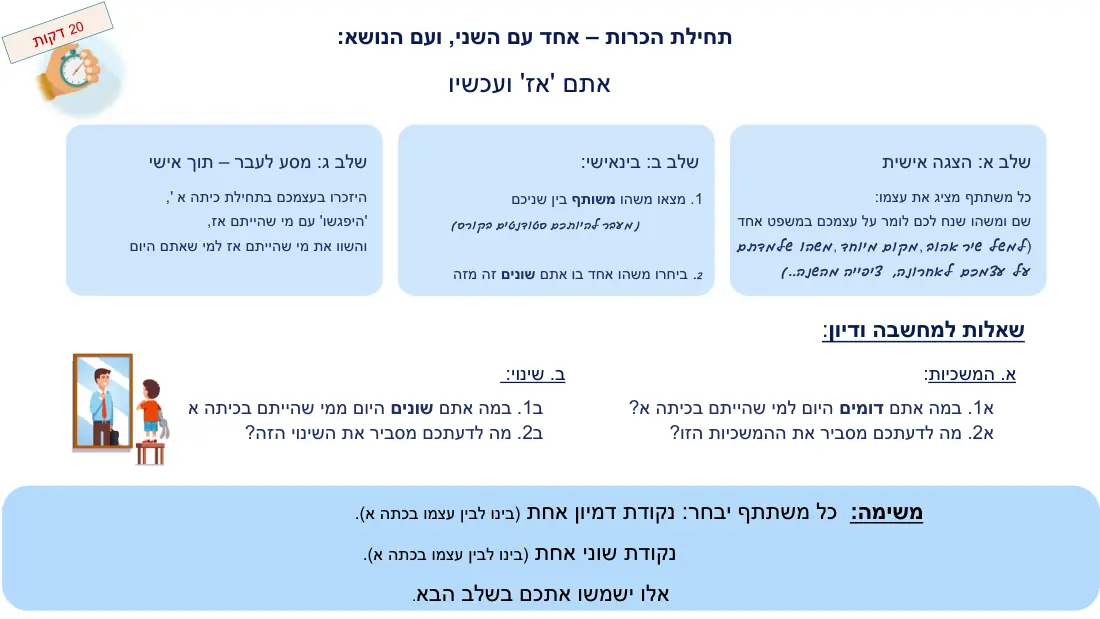 20 דקות
תחילת הכרות – אחד עם השני, ועם הנושא:
אתם 'אז' ועכשיו
שלב א: הצגה אישית
כל משתתף מציג את עצמו:
שם ומשהו שנח לכם לומר על עצמכם במשפט אחד
(למשל שיר אהוב, מקום מיוחד, משהו שלמדתם
על עצמכם לאחרונה, ציפייה מהשנה..)
שלב ב: בינאישי:
1. מצאו משהו משותף בין שניכם
(מעבר להיותכם סטודנטים בקורס)
2. ביחרו משהו אחד בו אתם שונים זה מזה
שלב ג: מסע לעבר – תוך אישי
היזכרו בעצמכם בתחילת כיתה א ',
'היפגשו' עם מי שהייתם אז,
והשוו את מי שהייתם אז למי שאתם היום
שאלות למחשבה ודיון:
א. המשכיות:
א1. במה אתם דומים היום למי שהייתם בכיתה א?
א2. מה לדעתכם מסביר את ההמשכיות הזו?
ב. שינוי:
ב1. במה אתם שונים היום ממי שהייתם בכיתה א
ב2. מה לדעתכם מסביר את השינוי הזה?
משימה: כל משתתף יבחר: נקודת דמיון אחת (בינו לבין עצמו בכתה א).
נקודת שוני אחת (בינו לבין עצמו בכתה א).
אלו ישמשו אתכם בשלב הבא.